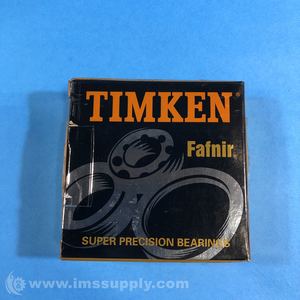 TIMKEN®
Fafnir®
SUPER PRECISION BEARINGS
© www.imssupply.com